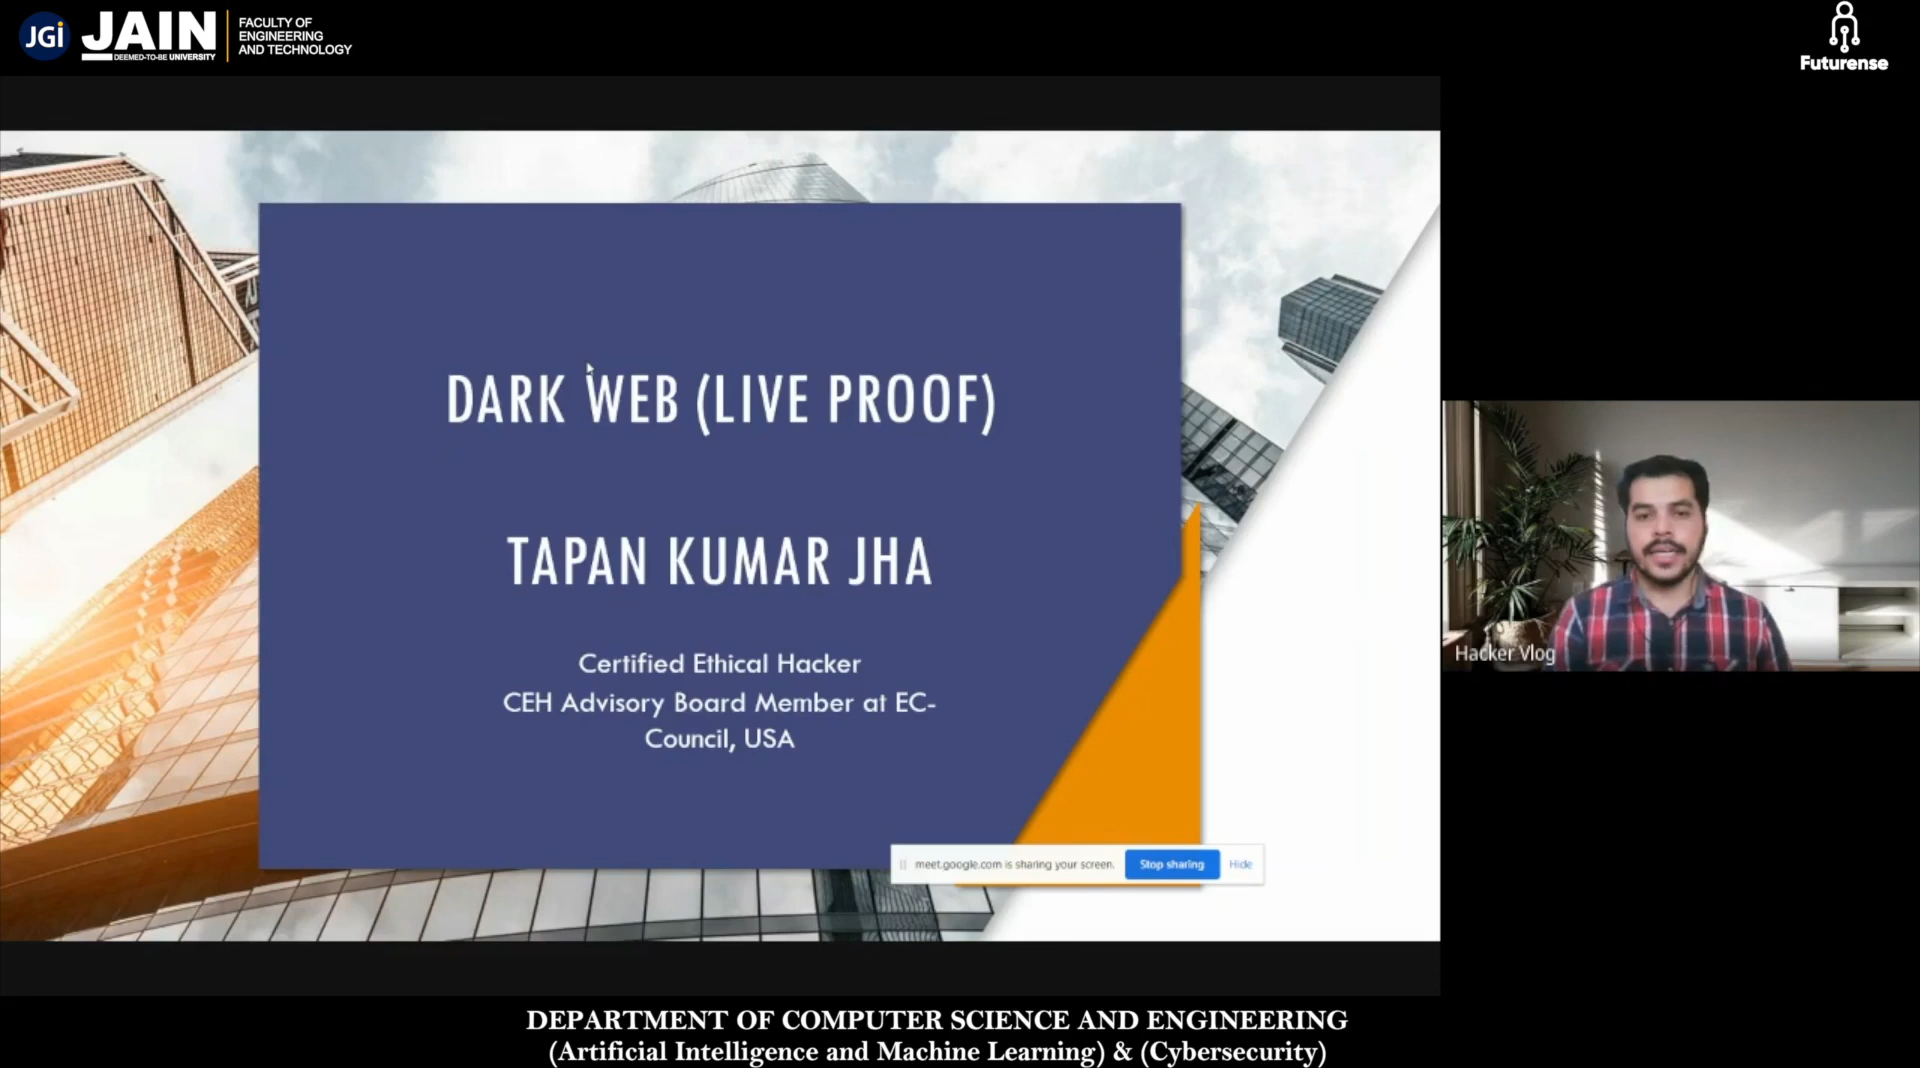 JGi JAIN
DEEMED-TO-BE UNIVERSITY
FACULTY OF
ENGINEERING
AND TECHNOLOGY
Futurense
DARK WEB (LIVE PROOF)
TAPAN KUMAR JHA
Certified Ethical Hacker
CEH Advisory Board Member at EC-
Council, USA
Hacker Vlog
meet.google.com is sharing your screen. Stop sharing Hide
DEPARTMENT OF COMPUTER SCIENCE AND ENGINEERING
(Artificial Intelligence and Machine Learning) & (Cybersecurity)